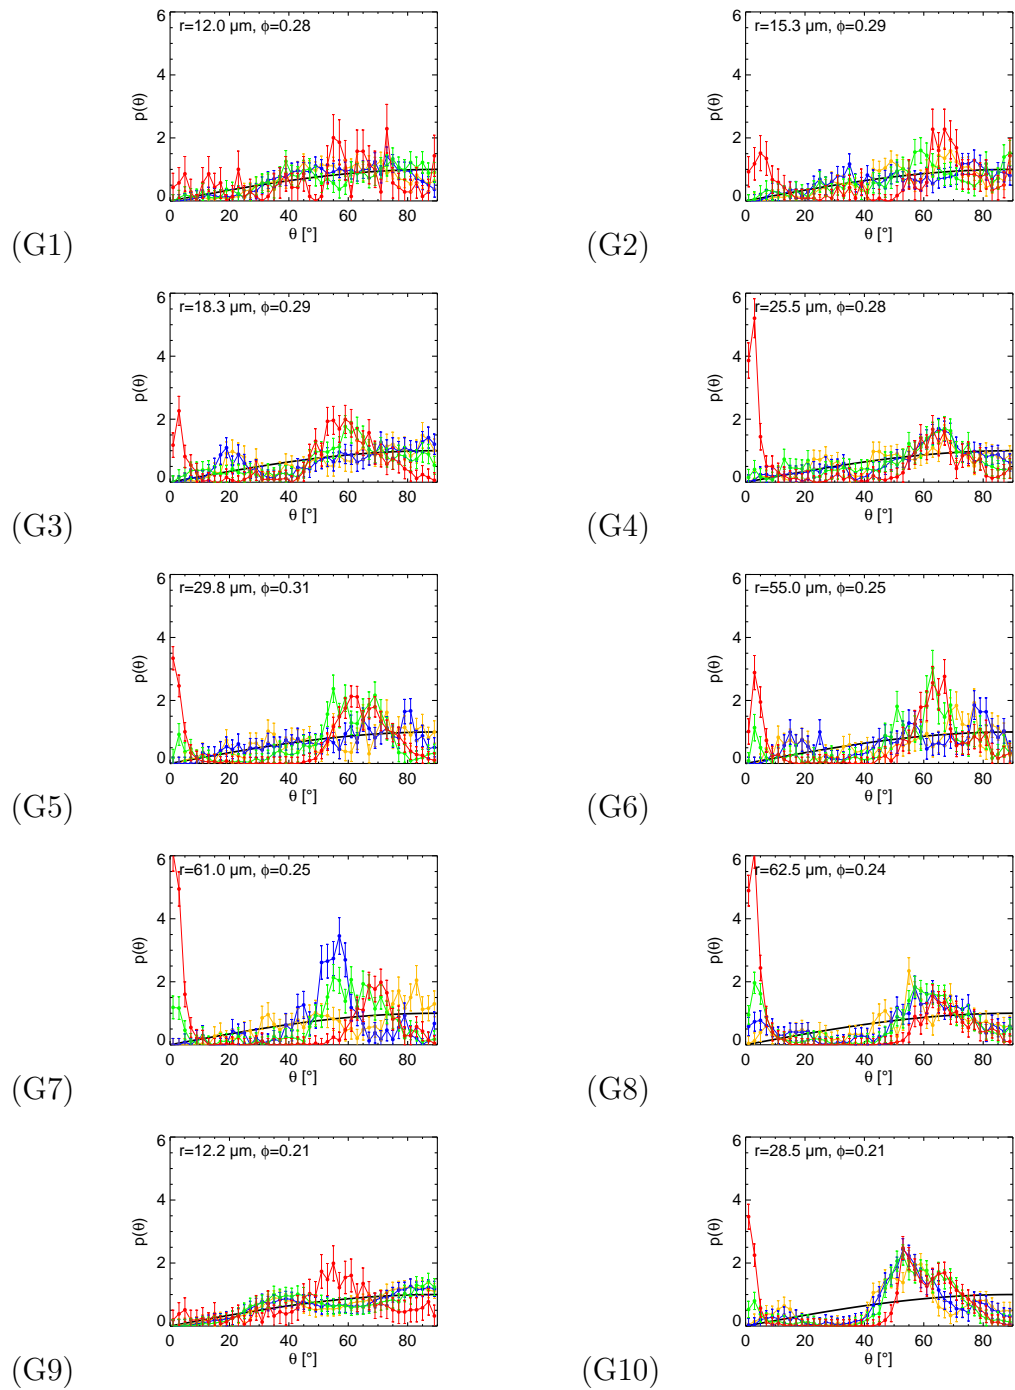 r=12.0 µm, ϕ=0.28
6
4
2
0
p(θ)
0 20 40 60 80
θ [°]
(G1)
r=15.3 µm, ϕ=0.29
6
4
2
0
p(θ)
0 20 40 60 80
θ [°]
(G2)
r=18.3 µm, ϕ=0.29
6
4
2
0
p(θ)
0 20 40 60 80
θ [°]
(G3)
r=25.5 µm, ϕ=0.28
6
4
2
0
p(θ)
0 20 40 60 80
θ [°]
(G4)
r=29.8 µm, ϕ=0.31
6
4
2
0
p(θ)
0 20 40 60 80
θ [°]
(G5)
r=55.0 µm, ϕ=0.25
6
4
2
0
p(θ)
0 20 40 60 80
θ [°]
(G6)
r=61.0 µm, ϕ=0.25
6
4
2
0
p(θ)
0 20 40 60 80
θ [°]
(G7)
r=62.5 µm, ϕ=0.24
6
4
2
0
p(θ)
0 20 40 60 80
θ [°]
(G8)
r=12.2 µm, ϕ=0.21
6
4
2
0
p(θ)
0 20 40 60 80
θ [°]
(G9)
r=28.5 µm, ϕ=0.21
6
4
2
0
p(θ)
0 20 40 60 80
θ [°]
(G10)